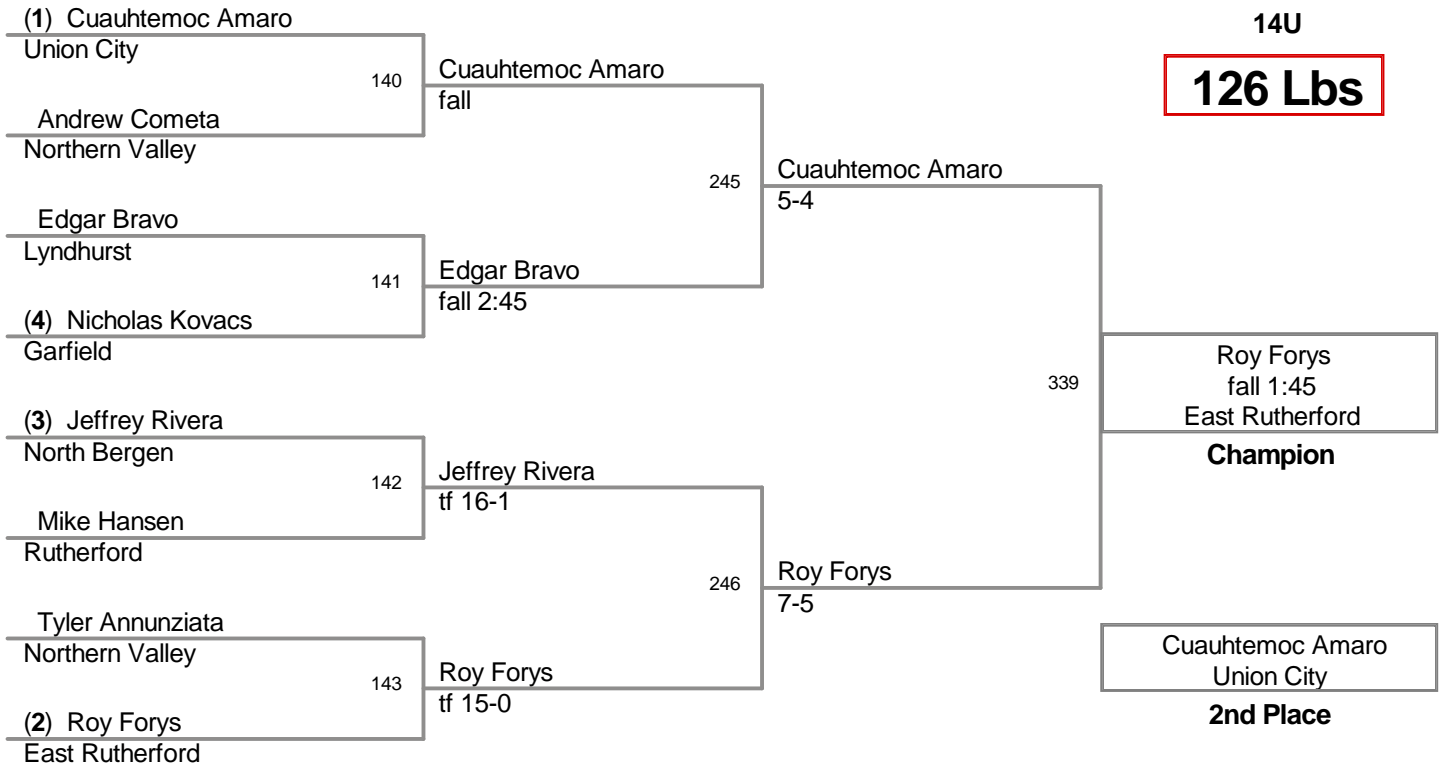 (1) Cuauhtemoc Amaro
Union City
140
Andrew Cometa
Northern Valley
Cuauhtemoc Amaro
fall
Edgar Bravo
Lyndhurst
141
(4) Nicholas Kovacs
Garfield
Edgar Bravo
fall 2:45
245
Cuauhtemoc Amaro
5-4
(3) Jeffrey Rivera
North Bergen
142
Mike Hansen
Rutherford
Jeffrey Rivera
tf 16-1
Tyler Annunziata
Northern Valley
143
(2) Roy Forys
East Rutherford
Roy Forys
tf 15-0
246
Roy Forys
7-5
339
14U
126 Lbs
Roy Forys
fall 1:45
East Rutherford
Champion
Cuauhtemoc Amaro
Union City
2nd Place